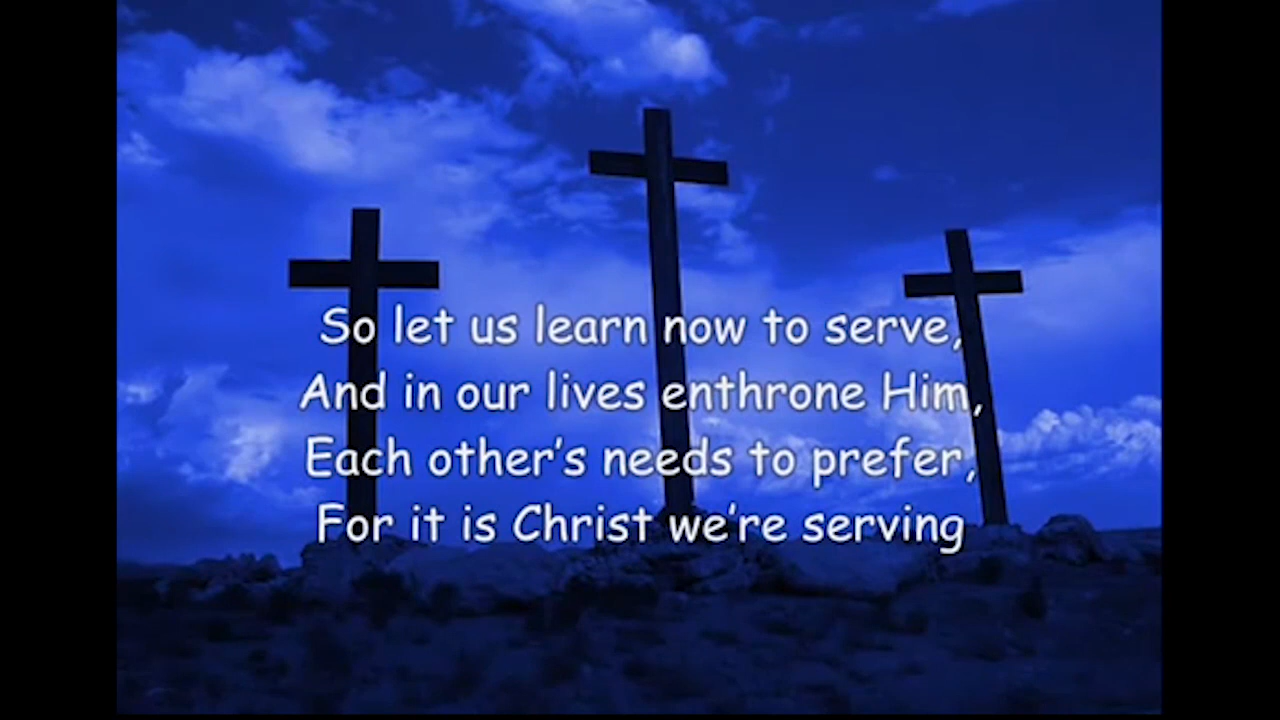 So let us learn now to serve,
And in our lives enthrone Him,
Each other’s needs to prefer,
For it is Christ we’re serving